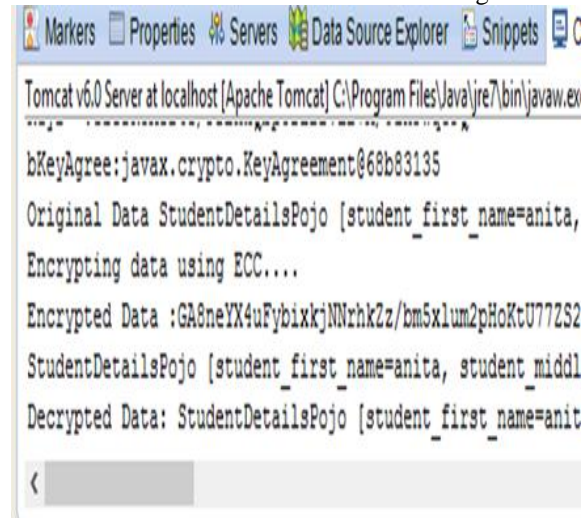 Markers Properties Servers Data Source Explorer Snippets
Tomcat v6.0 Server at localhost [Apache Tomcat] C:\Program Files\Java\jre7\bin\javaw.exe
bKeyAgree:javax.crypto.KeyAgreement@68b83135
Original Data StudentDetailsPojo [student_first_name=anita,
Encrypting data using ECC....
Encrypted Data :GA8neYX4uFybixkjNNrhkZz/bm5xlum2pHoKtU77ZS2
StudentDetailsPojo [student_first_name=anita, student_middl
Decrypted Data: StudentDetailsPojo [student_first_name=anit